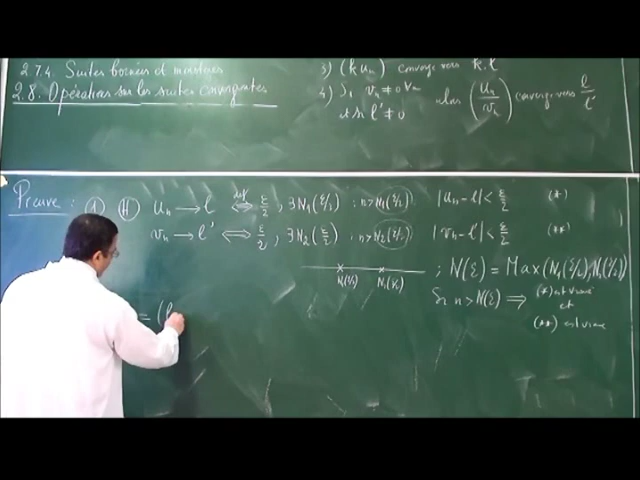 2.7.4. Suites bornées et monotones
2.8. Opérations sur les suites convergentes
3) (k uₙ) converge vers k.l
4) Si vₙ ≠ 0 ∀n
et si l' ≠ 0
alors (uₙ/vₙ) converge vers l/l'
Preuve : 1) (H) uₙ → l ⇔ def ε/2 ; ∃ N₁(ε/2) : n > N₁(ε/2) |uₙ - l| < ε/2 (*)
vₙ → l' ⇔ ε/2 ; ∃ N₂(ε/2) : n > N₂(ε/2) |vₙ - l'| < ε/2 (**)
; N(ε) = Max(N₁(ε/2), N₂(ε/2))
N₁(ε/2)
Si n > N(ε) ⇒ (*) est vraie
et
(**) est vraie
= (